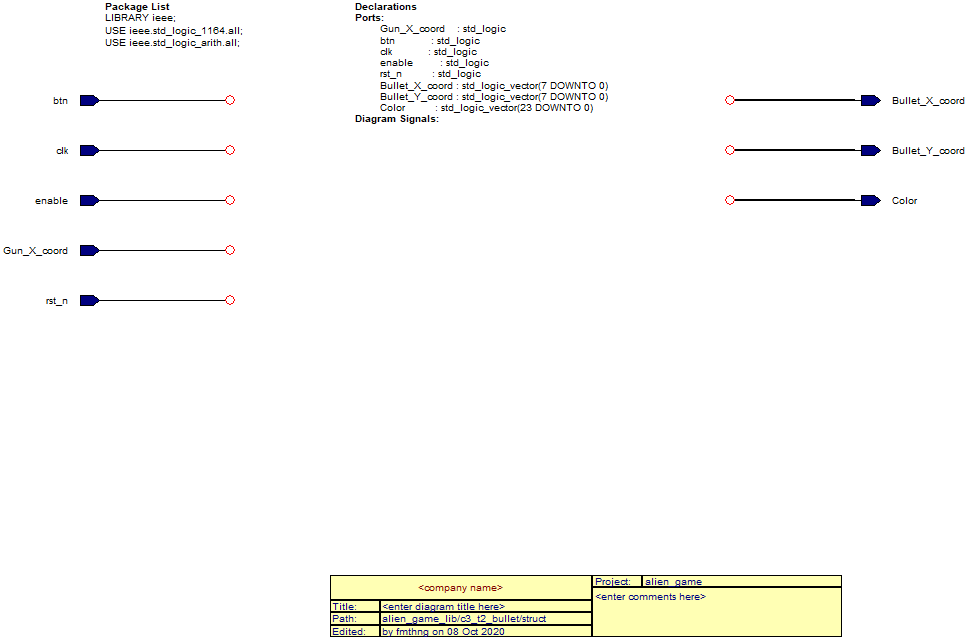 Package List
LIBRARY ieee;
USE ieee.std_logic_1164.all;
USE ieee.std_logic_arith.all;
Declarations
Ports:
Gun_X_coord : std_logic
btn : std_logic
clk : std_logic
enable : std_logic
rst_n : std_logic
Bullet_X_coord : std_logic_vector(7 DOWNTO 0)
Bullet_Y_coord : std_logic_vector(7 DOWNTO 0)
Color : std_logic_vector(23 DOWNTO 0)
Diagram Signals:
btn
clk
enable
Gun_X_coord
rst_n
Bullet_X_coord
Bullet_Y_coord
Color
<company name>
Title: <enter diagram title here>
Path: alien_game_lib/c3_t2_bullet/struct
Edited: by fmthng on 08 Oct 2020
Project: alien_game
<enter comments here>